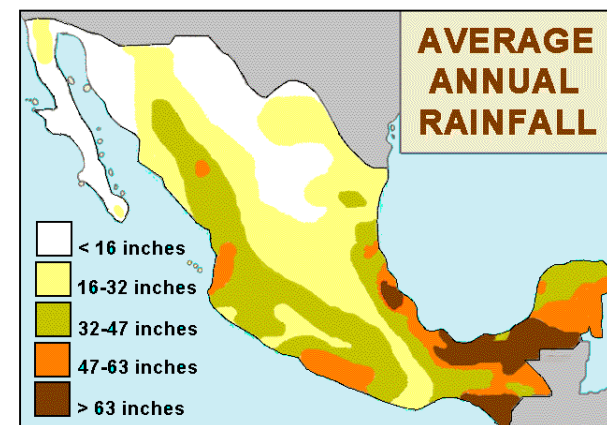 AVERAGE
ANNUAL
RAINFALL
< 16 inches
16-32 inches
32-47 inches
47-63 inches
> 63 inches